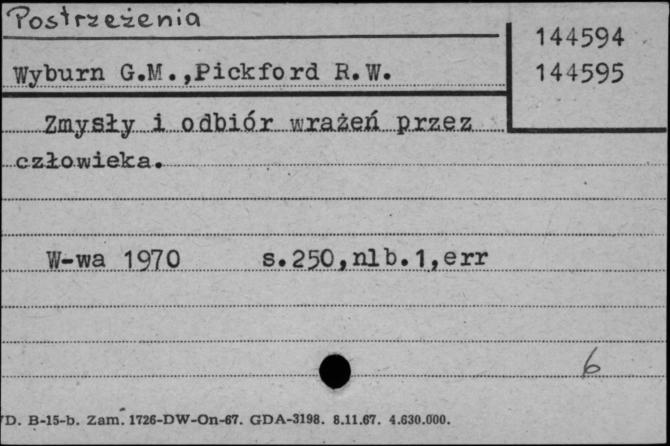 Postrzeżenia
144594
Wyburn G.M.,Pickford R.W.
144595
Zmysły i odbiór wrażeń przez
człowieka.
W-wa 1970 s.250,nlb.1,err
6
D. B-15-b. Zam. 1726-DW-On-67. GDA-3198. 8.11.67. 4.630.000.